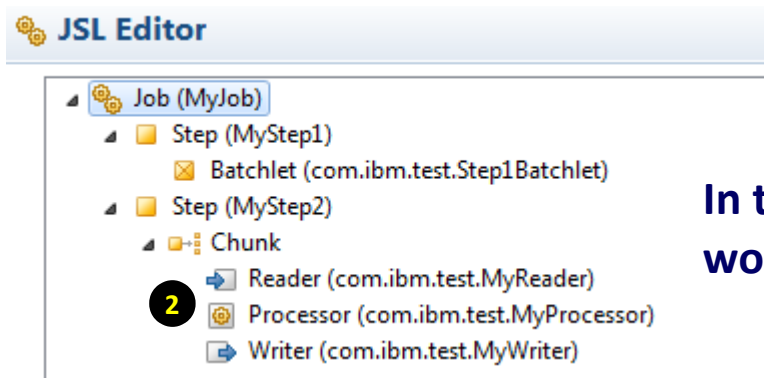 JSL Editor
Job (MyJob)
Step (MyStep1)
Batchlet (com.ibm.test.Step1Batchlet)
Step (MyStep2)
Chunk
Reader (com.ibm.test.MyReader)
2 Processor (com.ibm.test.MyProcessor)
Writer (com.ibm.test.MyWriter)
In